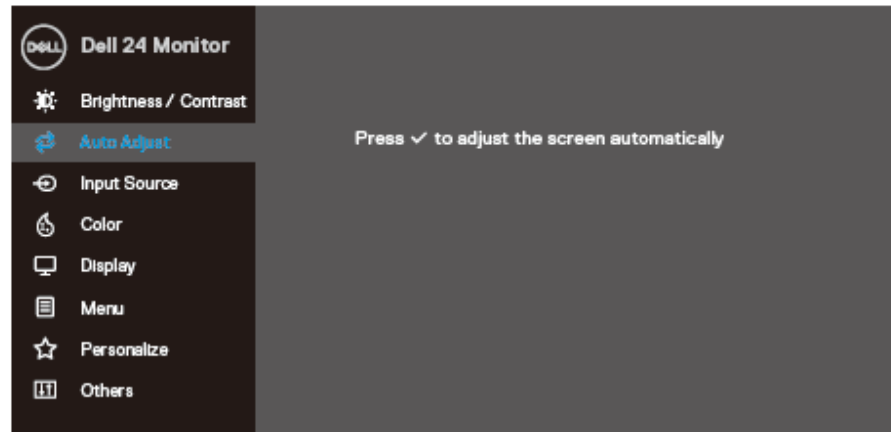 DELL Dell 24 Monitor
Brightness / Contrast
Auto Adjust
Press ✓ to adjust the screen automatically
Input Source
Color
Display
Menu
Personalize
Others